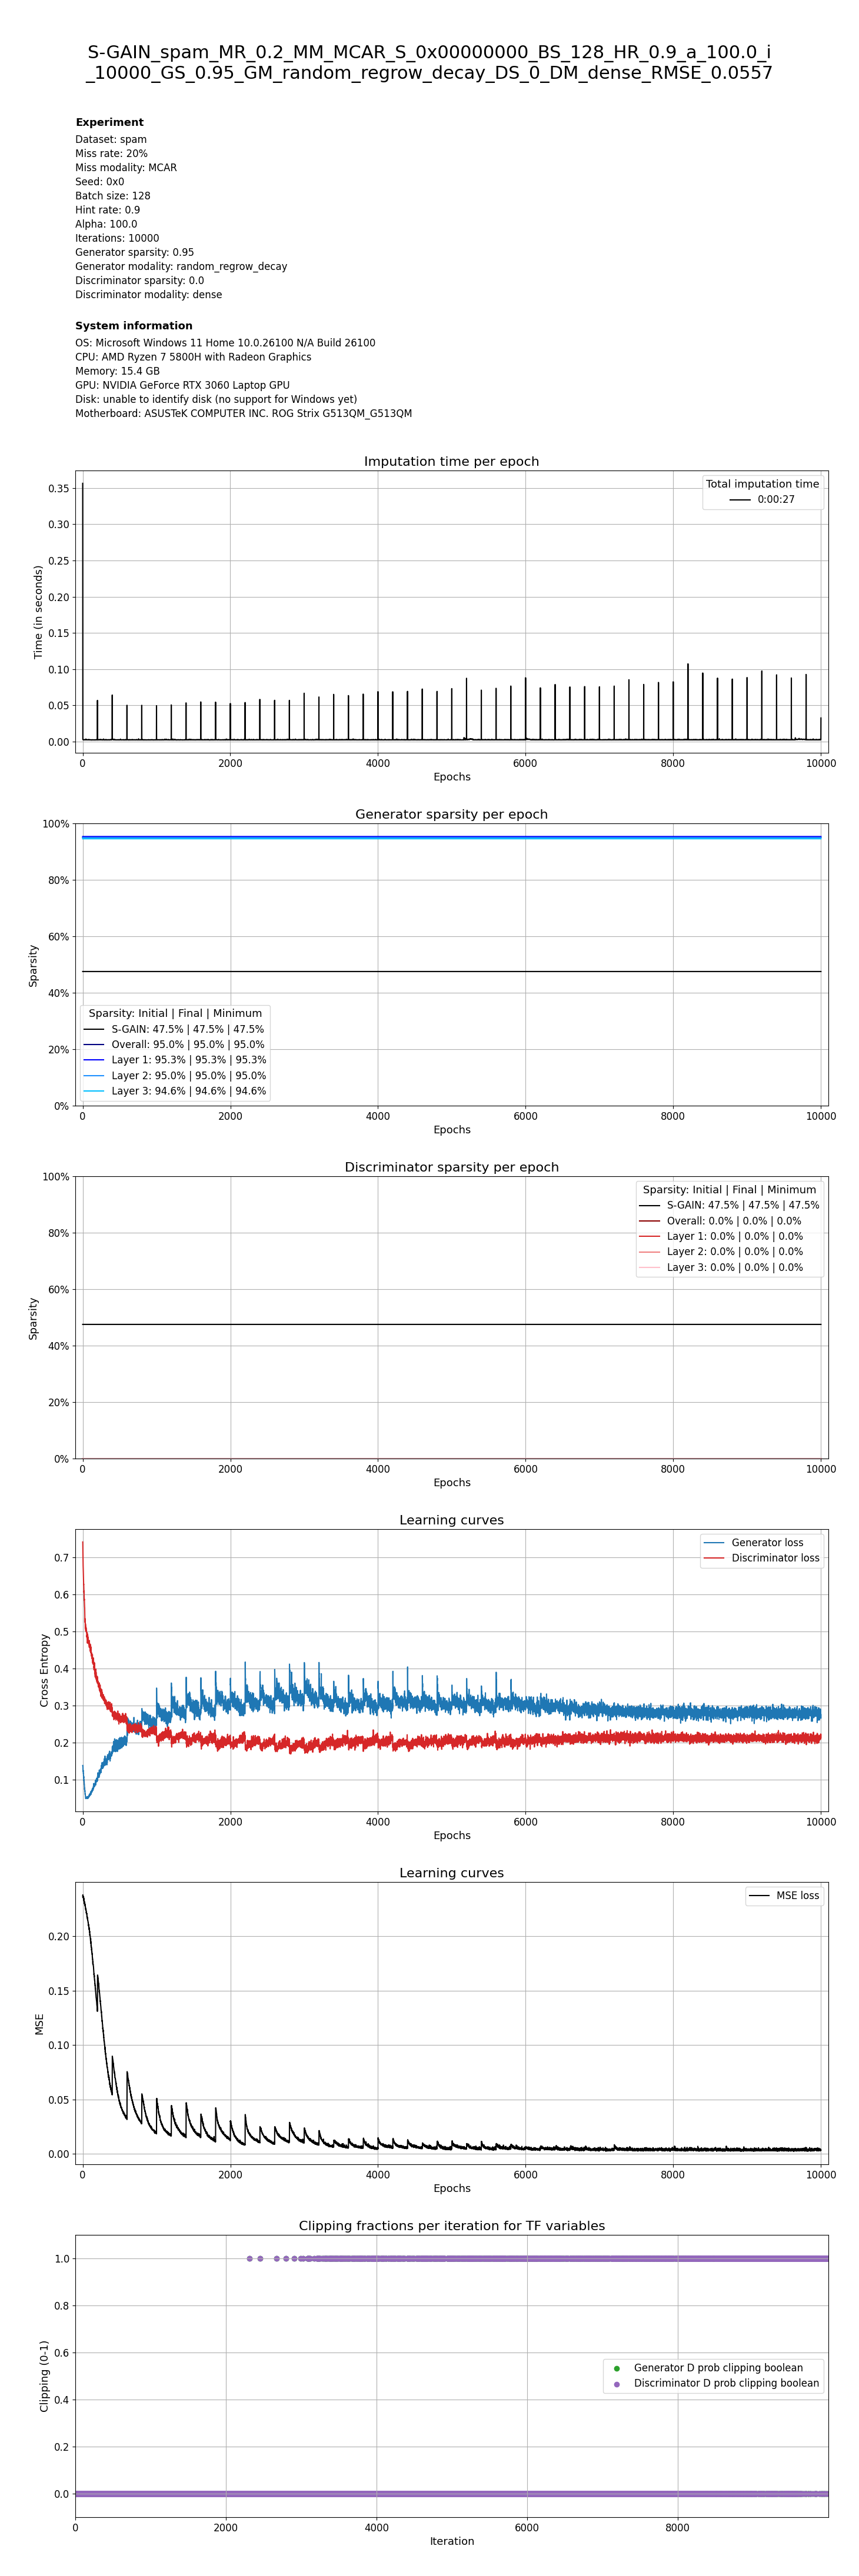 S-GAIN_spam_MR_0.2_MM_MCAR_S_0x00000000_BS_128_HR_0.9_a_100.0_i
_10000_GS_0.95_GM_random_regrow_decay_DS_0_DM_dense_RMSE_0.0557
Experiment
Dataset: spam
Miss rate: 20%
Miss modality: MCAR
Seed: 0x0
Batch size: 128
Hint rate: 0.9
Alpha: 100.0
Iterations: 10000
Generator sparsity: 0.95
Generator modality: random_regrow_decay
Discriminator sparsity: 0.0
Discriminator modality: dense
System information
OS: Microsoft Windows 11 Home 10.0.26100 N/A Build 26100
CPU: AMD Ryzen 7 5800H with Radeon Graphics
Memory: 15.4 GB
GPU: NVIDIA GeForce RTX 3060 Laptop GPU
Disk: unable to identify disk (no support for Windows yet)
Motherboard: ASUSTeK COMPUTER INC. ROG Strix G513QM_G513QM
Imputation time per epoch
Total imputation time
0:00:27
0.35
0.30
0.25
0.20
0.15
0.10
0.05
0.00
Time (in seconds)
0 2000 4000 6000 8000 10000
Epochs
Generator sparsity per epoch
100%
80%
60%
40%
20%
0%
Sparsity
Sparsity: Initial | Final | Minimum
S-GAIN: 47.5% | 47.5% | 47.5%
Overall: 95.0% | 95.0% | 95.0%
Layer 1: 95.3% | 95.3% | 95.3%
Layer 2: 95.0% | 95.0% | 95.0%
Layer 3: 94.6% | 94.6% | 94.6%
0 2000 4000 6000 8000 10000
Epochs
Discriminator sparsity per epoch
100%
80%
60%
40%
20%
0%
Sparsity
Sparsity: Initial | Final | Minimum
S-GAIN: 47.5% | 47.5% | 47.5%
Overall: 0.0% | 0.0% | 0.0%
Layer 1: 0.0% | 0.0% | 0.0%
Layer 2: 0.0% | 0.0% | 0.0%
Layer 3: 0.0% | 0.0% | 0.0%
0 2000 4000 6000 8000 10000
Epochs
Learning curves
Generator loss
Discriminator loss
0.7
0.6
0.5
0.4
0.3
0.2
0.1
Cross Entropy
0 2000 4000 6000 8000 10000
Epochs
Learning curves
MSE loss
0.20
0.15
0.10
0.05
0.00
MSE
0 2000 4000 6000 8000 10000
Epochs
Clipping fractions per iteration for TF variables
1.0
0.8
0.6
0.4
0.2
0.0
Clipping (0-1)
Generator D prob clipping boolean
Discriminator D prob clipping boolean
0 2000 4000 6000 8000
Iteration